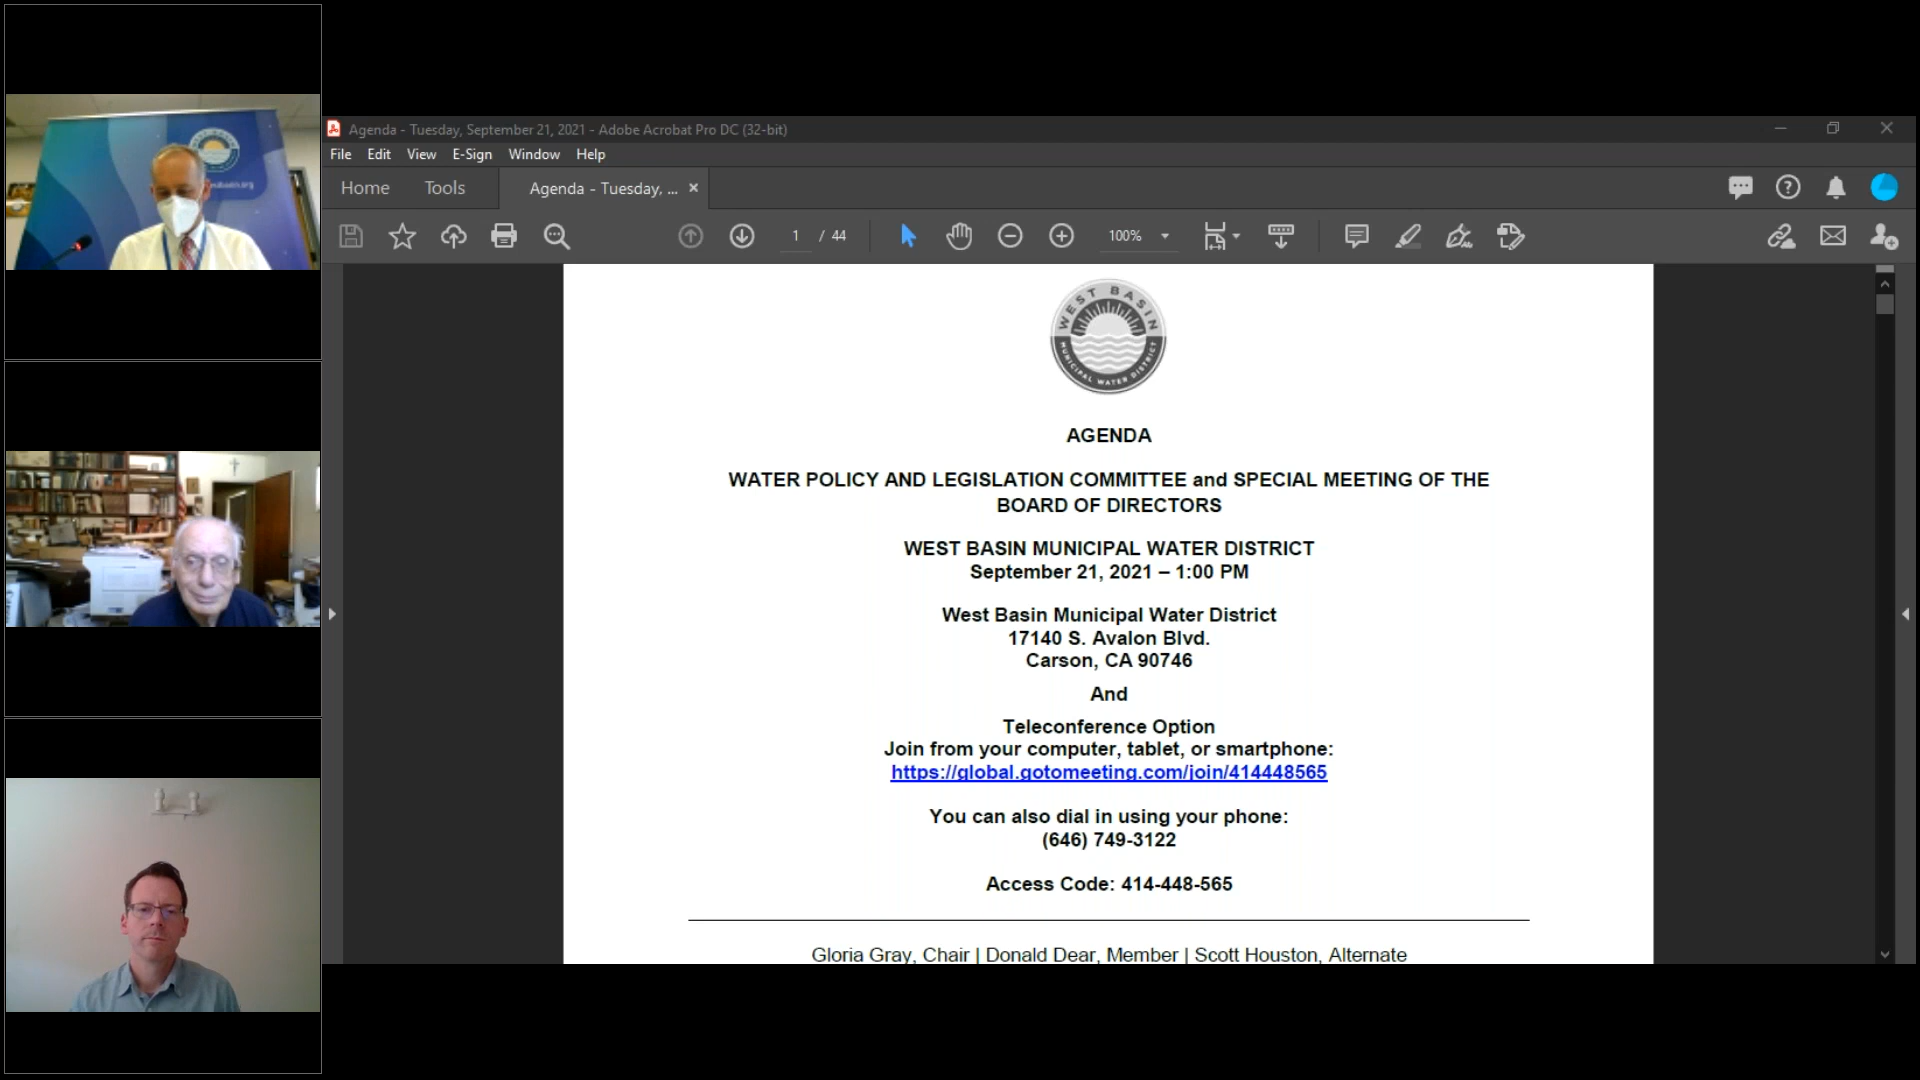 Agenda - Tuesday, September 21, 2021 - Adobe Acrobat Pro DC (32-bit)
File Edit View E-Sign Window Help
Home Tools Agenda - Tuesday, ... ×
1 / 44 100%
WEST BASIN
MUNICIPAL WATER DISTRICT
AGENDA
WATER POLICY AND LEGISLATION COMMITTEE and SPECIAL MEETING OF THE
BOARD OF DIRECTORS
WEST BASIN MUNICIPAL WATER DISTRICT
September 21, 2021 – 1:00 PM
West Basin Municipal Water District
17140 S. Avalon Blvd.
Carson, CA 90746
And
Teleconference Option
Join from your computer, tablet, or smartphone:
https://global.gotomeeting.com/join/414448565
You can also dial in using your phone:
(646) 749-3122
Access Code: 414-448-565
Gloria Gray, Chair | Donald Dear, Member | Scott Houston, Alternate